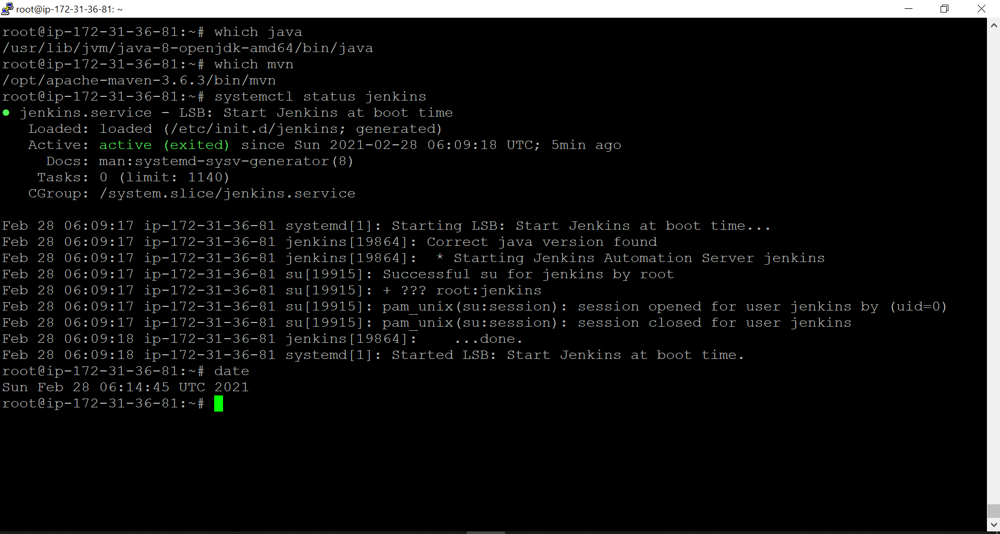 root@ip-172-31-36-81: ~
root@ip-172-31-36-81:~# which java
/usr/lib/jvm/java-8-openjdk-amd64/bin/java
root@ip-172-31-36-81:~# which mvn
/opt/apache-maven-3.6.3/bin/mvn
root@ip-172-31-36-81:~# systemctl status jenkins
● jenkins.service - LSB: Start Jenkins at boot time
   Loaded: loaded (/etc/init.d/jenkins; generated)
   Active: active (exited) since Sun 2021-02-28 06:09:18 UTC; 5min ago
     Docs: man:systemd-sysv-generator(8)
    Tasks: 0 (limit: 1140)
   CGroup: /system.slice/jenkins.service

Feb 28 06:09:17 ip-172-31-36-81 systemd[1]: Starting LSB: Start Jenkins at boot time...
Feb 28 06:09:17 ip-172-31-36-81 jenkins[19864]: Correct java version found
Feb 28 06:09:17 ip-172-31-36-81 jenkins[19864]:  * Starting Jenkins Automation Server jenkins
Feb 28 06:09:17 ip-172-31-36-81 su[19915]: Successful su for jenkins by root
Feb 28 06:09:17 ip-172-31-36-81 su[19915]: + ??? root:jenkins
Feb 28 06:09:17 ip-172-31-36-81 su[19915]: pam_unix(su:session): session opened for user jenkins by (uid=0)
Feb 28 06:09:17 ip-172-31-36-81 su[19915]: pam_unix(su:session): session closed for user jenkins
Feb 28 06:09:18 ip-172-31-36-81 jenkins[19864]:    ...done.
Feb 28 06:09:18 ip-172-31-36-81 systemd[1]: Started LSB: Start Jenkins at boot time.
root@ip-172-31-36-81:~# date
Sun Feb 28 06:14:45 UTC 2021
root@ip-172-31-36-81:~#